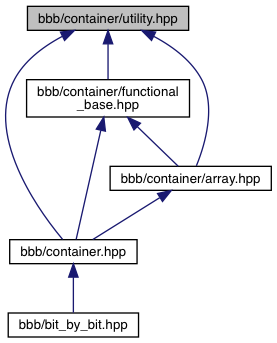 bbb/container/utility.hpp
bbb/container/functional
_base.hpp
bbb/container/array.hpp
bbb/container.hpp
bbb/bit_by_bit.hpp